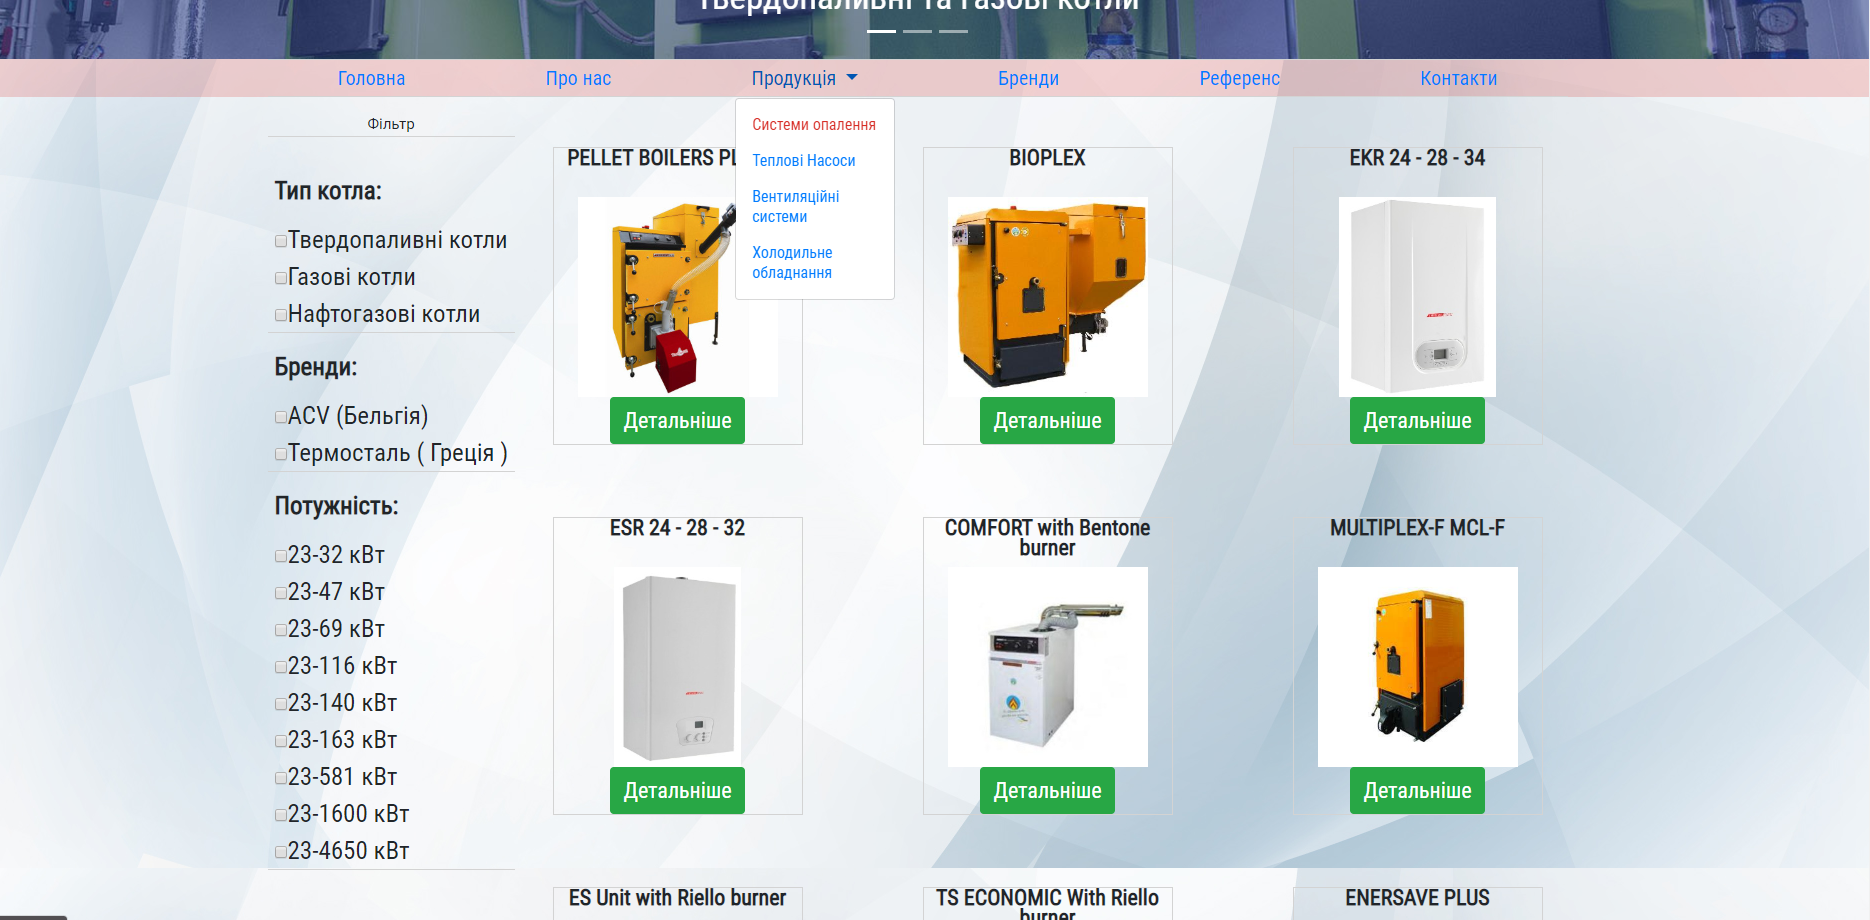 Твердопаливні та газові котли
Головна
Про нас
Продукція
Бренди
Референс
Контакти
Системи опалення
Теплові Насоси
Вентиляційні
системи
Холодильне
обладнання
Фільтр
Тип котла:
Твердопаливні котли
Газові котли
Нафтогазові котли
Бренди:
ACV (Бельгія)
Термосталь ( Греція )
Потужність:
23-32 кВт
23-47 кВт
23-69 кВт
23-116 кВт
23-140 кВт
23-163 кВт
23-581 кВт
23-1600 кВт
23-4650 кВт
PELLET BOILERS
Детальніше
BIOPLEX
Детальніше
EKR 24 - 28 - 34
Детальніше
ESR 24 - 28 - 32
Детальніше
COMFORT with Bentone
burner
Детальніше
MULTIPLEX-F MCL-F
Детальніше
ES Unit with Riello burner
TS ECONOMIC With Riello
burner
ENERSAVE PLUS